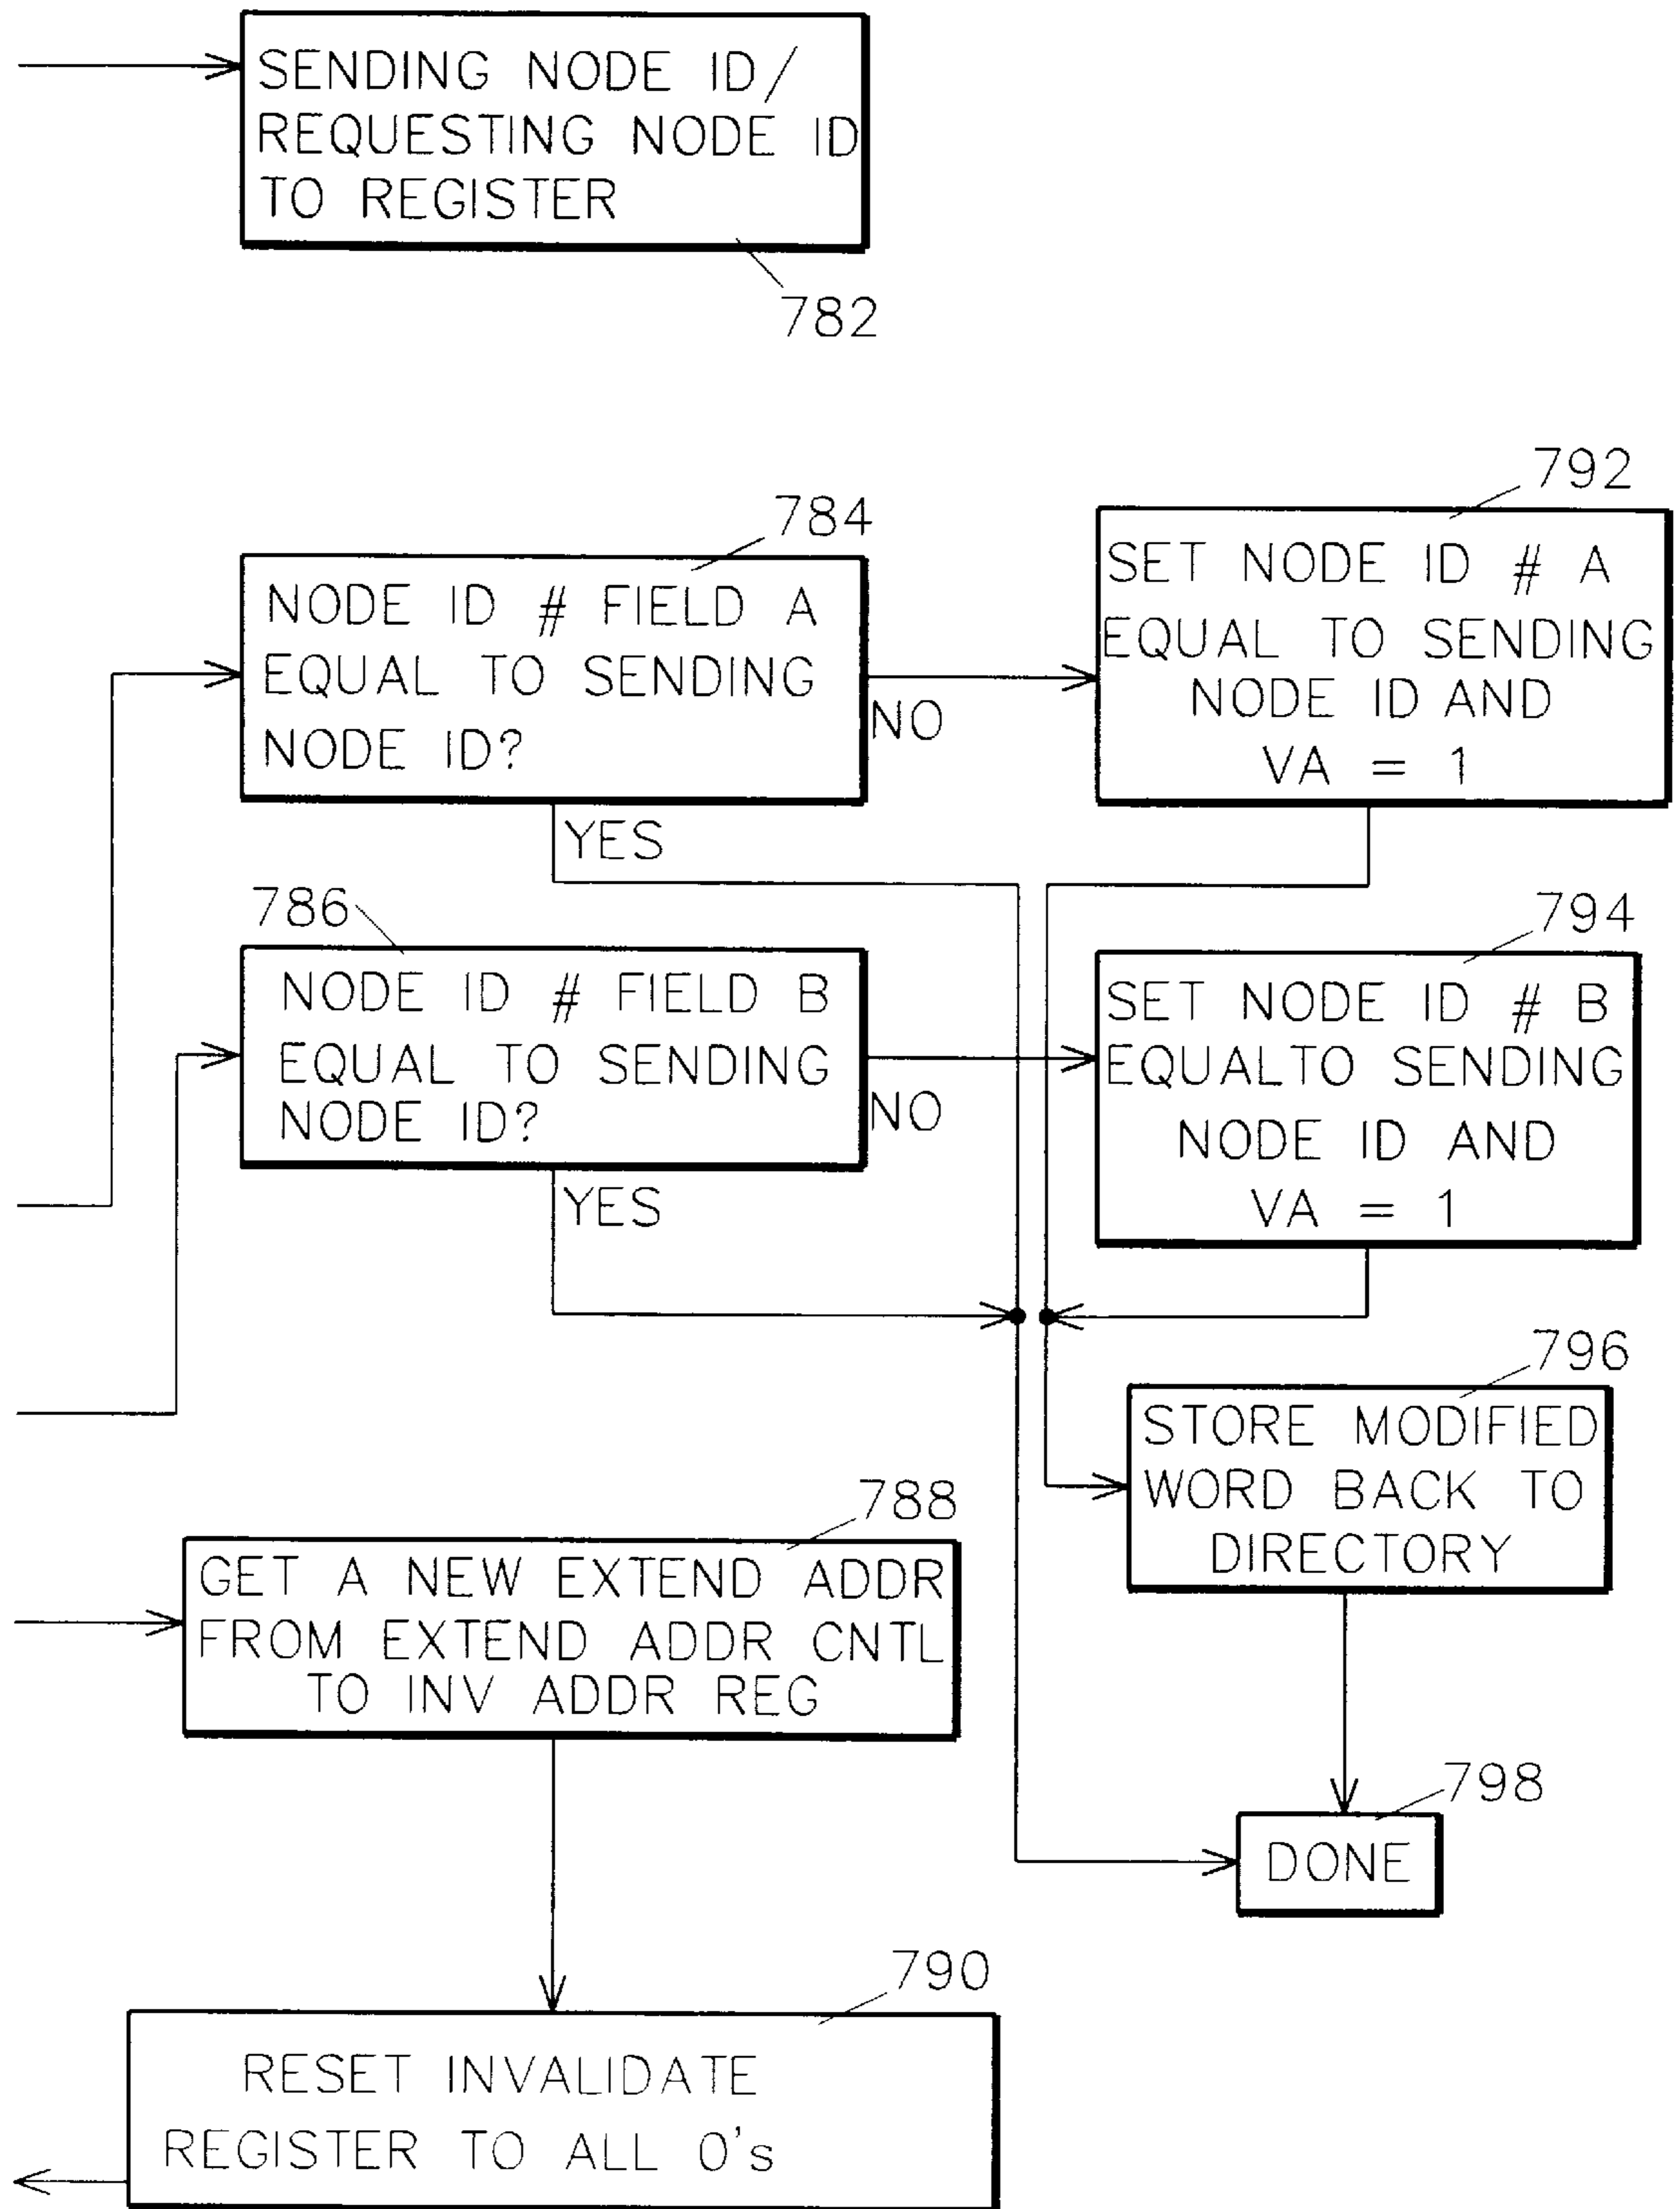 SENDING NODE ID/
REQUESTING NODE ID
TO REGISTER
782
784
NODE ID # FIELD A
EQUAL TO SENDING
NODE ID?
NO
YES
792
SET NODE ID # A
EQUAL TO SENDING
NODE ID AND
VA = 1
786
NODE ID # FIELD B
EQUAL TO SENDING
NODE ID?
NO
YES
794
SET NODE ID # B
EQUALTO SENDING
NODE ID AND
VA = 1
796
STORE MODIFIED
WORD BACK TO
DIRECTORY
788
GET A NEW EXTEND ADDR
FROM EXTEND ADDR CNTL
TO INV ADDR REG
798
DONE
790
RESET INVALIDATE
REGISTER TO ALL 0's